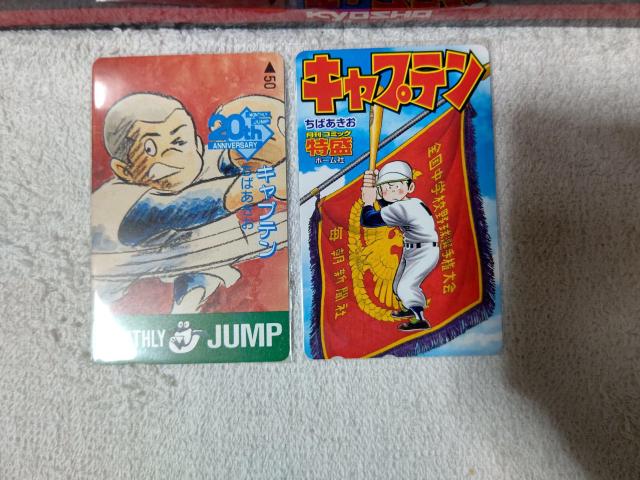 KYOSHO
50
20th
MONTHLY
JUMP
ANNIVERSARY
キャプテン
ちばあきお
THLY JUMP
キャプテン
ちばあきお
月刊コミック
特盛
ホーム社
全国中学校野球選手権大会
毎朝新聞社